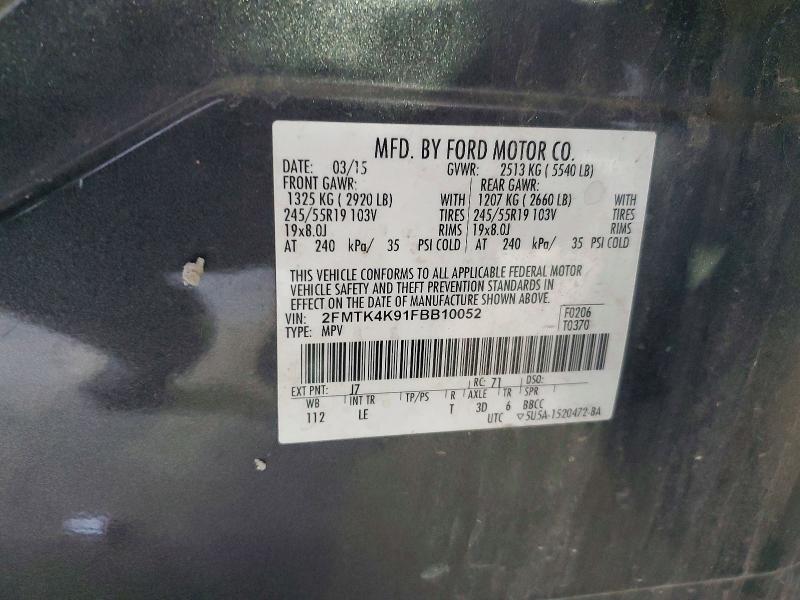 MFD. BY FORD MOTOR CO.
DATE: 03/15 GVWR: 2513 KG ( 5540 LB)
FRONT GAWR: REAR GAWR:
1325 KG ( 2920 LB) WITH 1207 KG ( 2660 LB) WITH
245/55R19 103V TIRES 245/55R19 103V TIRES
19x8.0J RIMS 19x8.0J RIMS
AT 240 kPa/ 35 PSI COLD AT 240 kPa/ 35 PSI COLD
THIS VEHICLE CONFORMS TO ALL APPLICABLE FEDERAL MOTOR
VEHICLE SAFETY AND THEFT PREVENTION STANDARDS IN
EFFECT ON THE DATE OF MANUFACTURE SHOWN ABOVE.
VIN: 2FMTK4K91FBB10052 F0206
TYPE: MPV T0370
EXT PNT: J7 RC: 71 DSO:
WB INT TR TP/PS R AXLE TR SPR
112 LE T 3D 6 BBCC
UTC ▽5U5A-1520472-BA